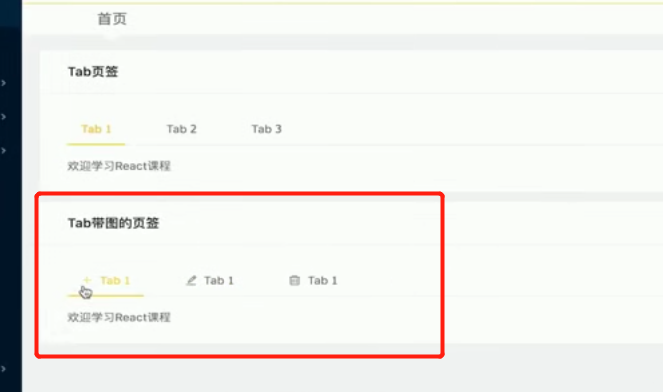 首页
Tab页签
Tab 1 Tab 2 Tab 3
欢迎学习React课程
Tab带图的页签
Tab 1 Tab 1 Tab 1
欢迎学习React课程